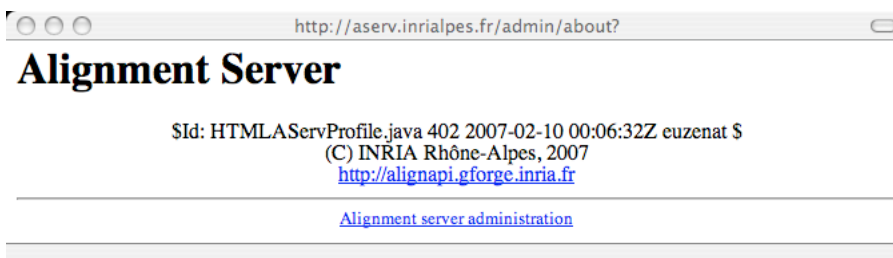 http://aserv.inrialpes.fr/admin/about?
Alignment Server
$Id: HTMLAServProfile.java 402 2007-02-10 00:06:32Z euzenat $
(C) INRIA Rhône-Alpes, 2007
http://alignapi.gforge.inria.fr
Alignment server administration